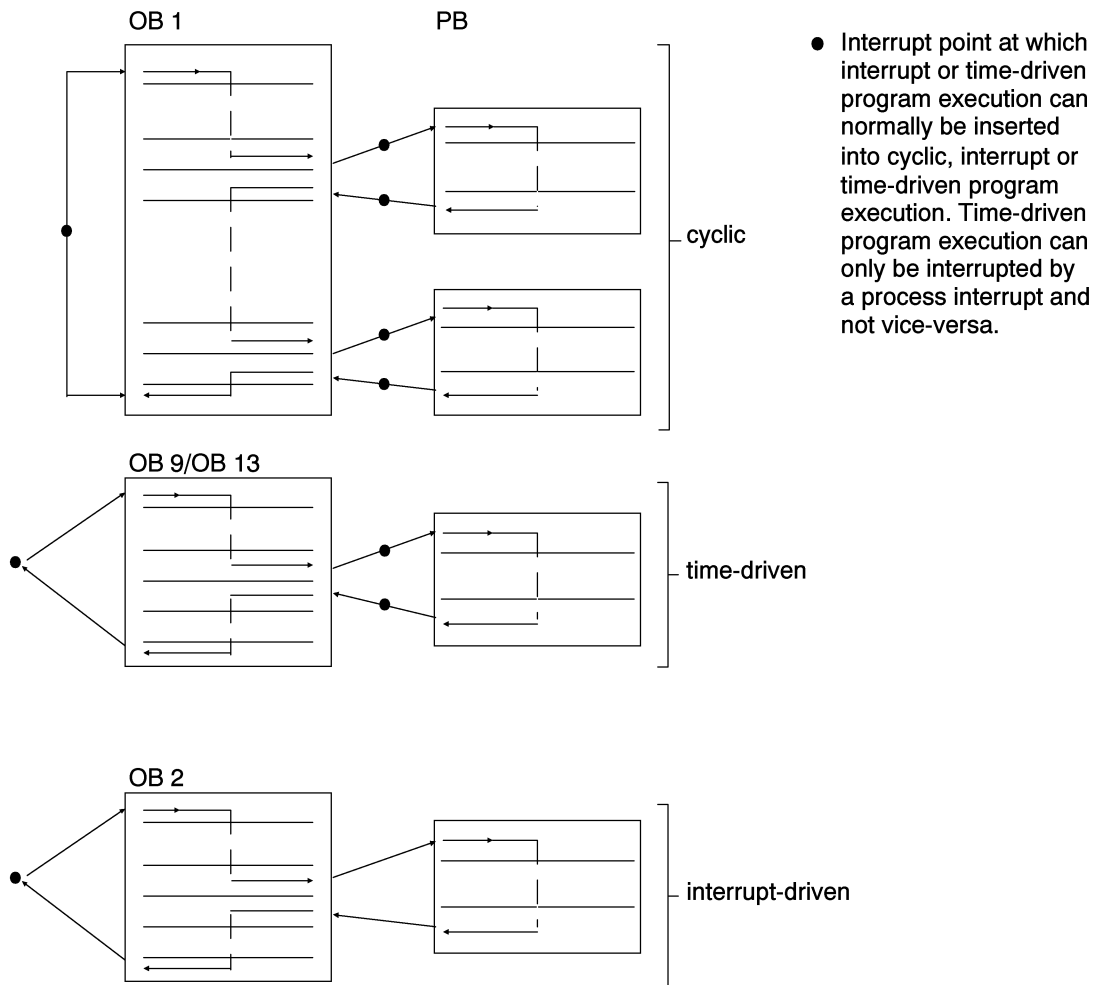 OB 1
PB
Interrupt point at which
interrupt or time-driven
program execution can
normally be inserted
into cyclic, interrupt or
time-driven program
execution. Time-driven
program execution can
only be interrupted by
a process interrupt and
not vice-versa.
cyclic
OB 9/OB 13
time-driven
OB 2
interrupt-driven